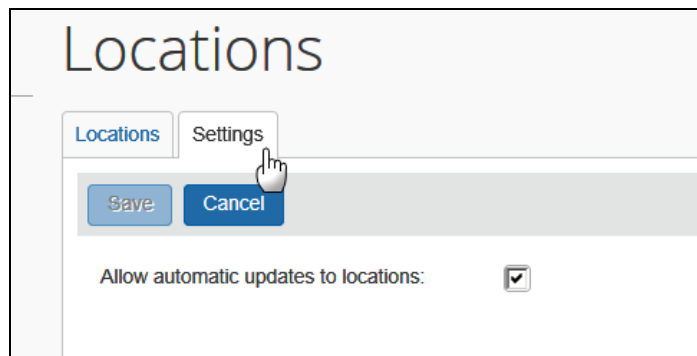 Locations
Locations Settings
Save Cancel
Allow automatic updates to locations: